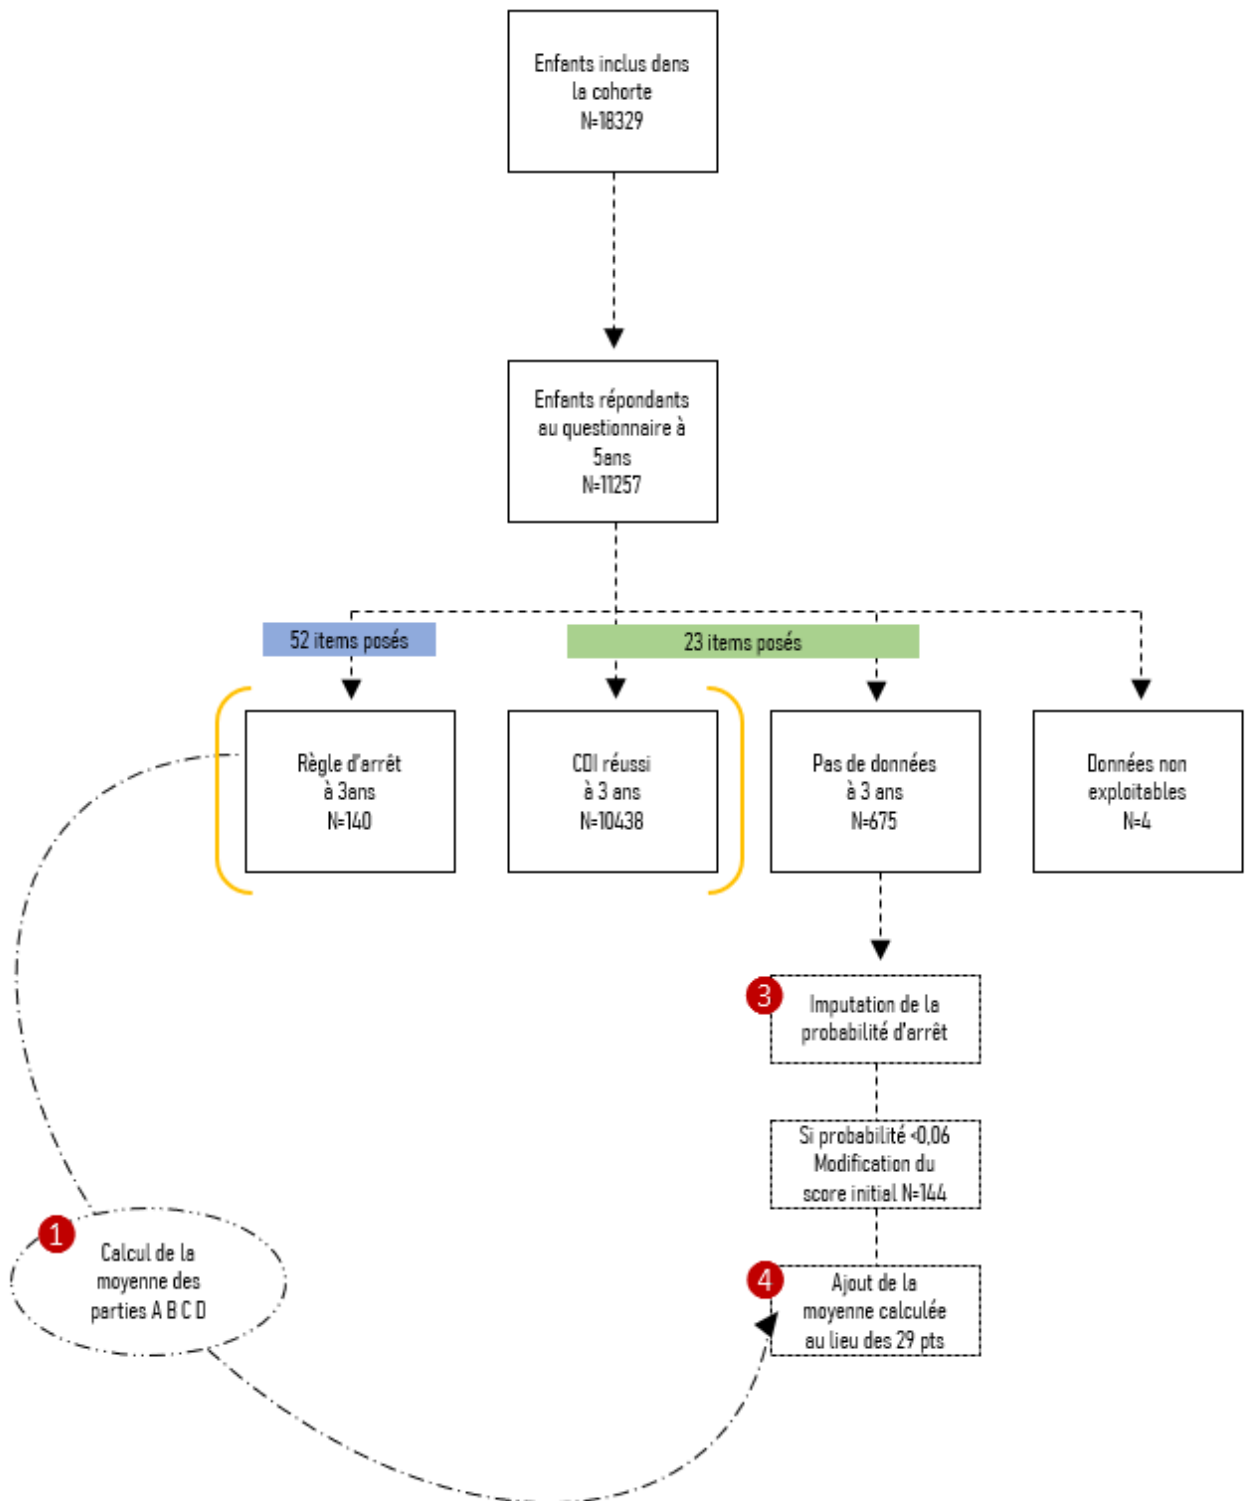 Enfants inclus dans
la cohorte
N=18329
Enfants répondants
au questionnaire à
5ans
N=11257
52 items posés
23 items posés
Règle d'arrêt
à 3ans
N=140
CDI réussi
à 3 ans
N=10438
Pas de données
à 3 ans
N=675
Données non
exploitables
N=4
3
Imputation de la
probabilité d'arrêt
Si probabilité <0,06
Modification du
score initial N=144
1
Calcul de la
moyenne des
parties A B C D
4
Ajout de la
moyenne calculée
au lieu des 29 pts